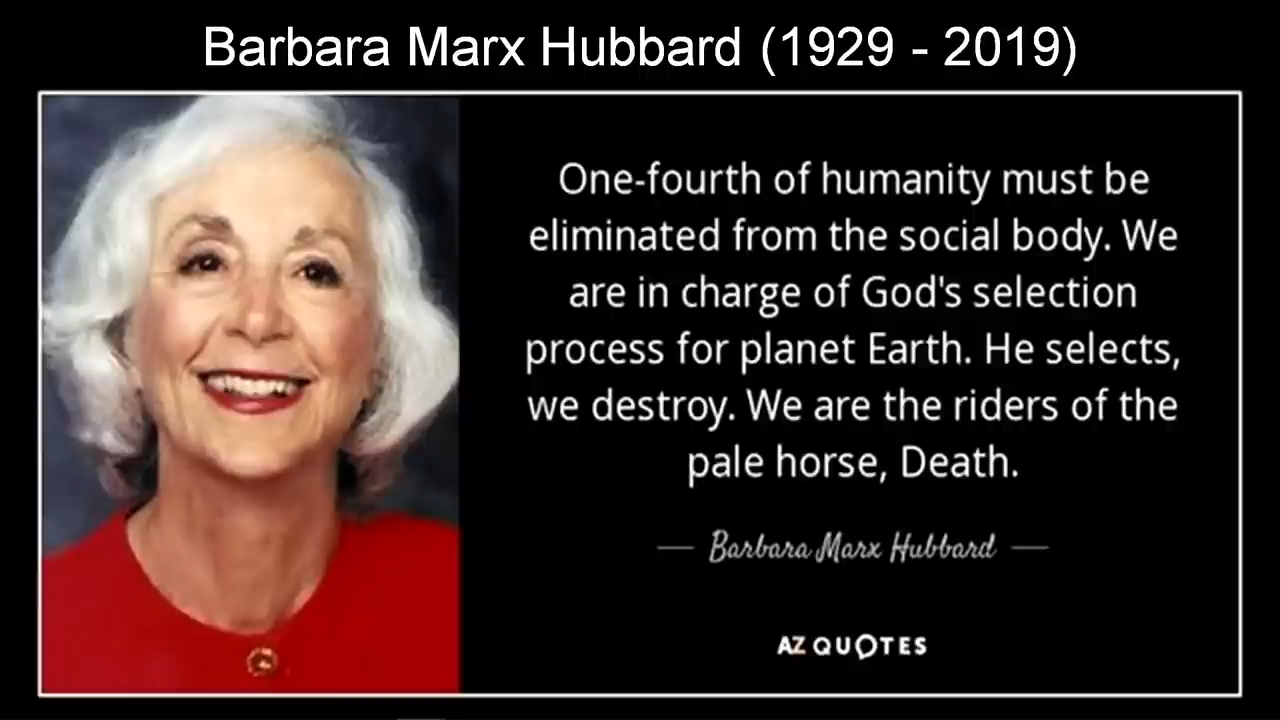 Barbara Marx Hubbard (1929 - 2019)
One-fourth of humanity must be
eliminated from the social body. We
are in charge of God's selection
process for planet Earth. He selects,
we destroy. We are the riders of the
pale horse, Death.
— Barbara Marx Hubbard —
AZ QUOTES